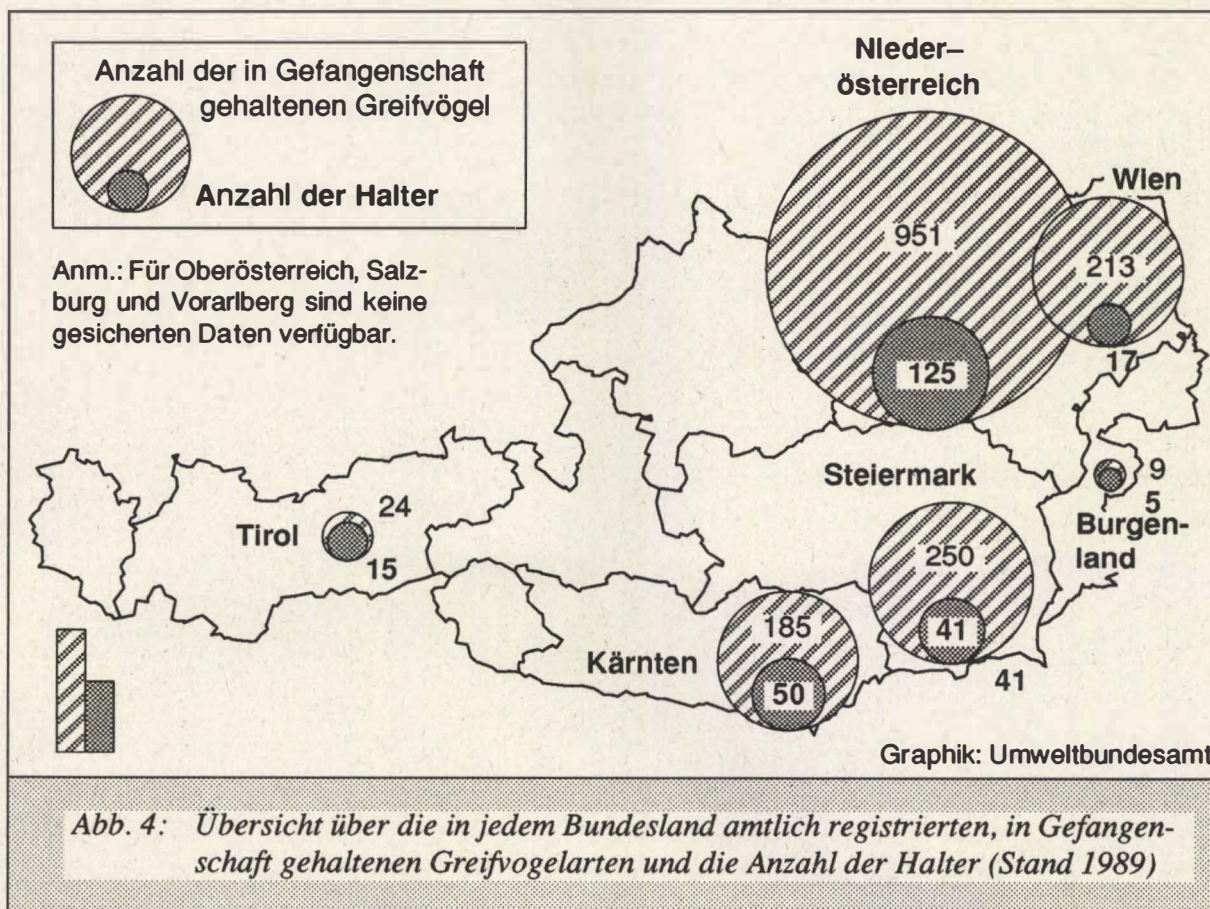 Anzahl der in Gefangenschaft
gehaltenen Greifvögel
Anzahl der Halter
Anm.: Für Oberösterreich, Salz-
burg und Vorarlberg sind keine
gesicherten Daten verfügbar.
Nieder–
österreich
951
125
Wien
213
17
Steiermark
250
41
41
9
5
Burgen-
land
Tirol
24
15
Kärnten
185
50
Graphik: Umweltbundesamt
Abb. 4: Übersicht über die in jedem Bundesland amtlich registrierten, in Gefangen-
schaft gehaltenen Greifvogelarten und die Anzahl der Halter (Stand 1989)